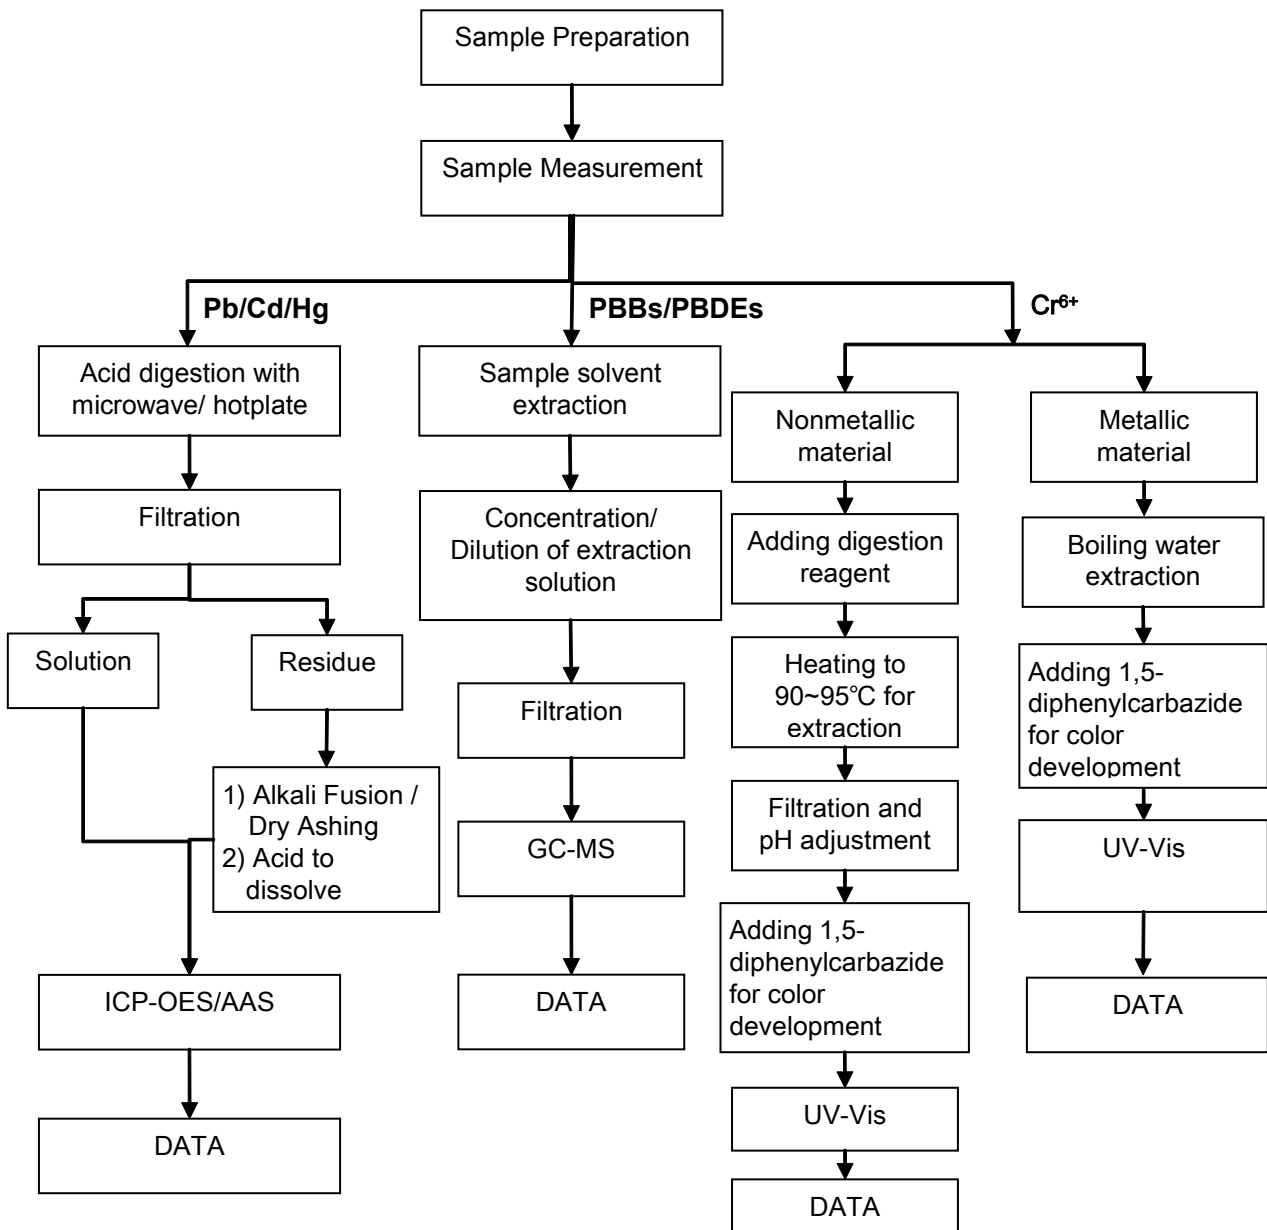 Sample Preparation
Sample Measurement
Pb/Cd/Hg
PBBs/PBDEs
Cr⁶⁺
Acid digestion with
microwave/ hotplate
Filtration
Solution
Residue
1) Alkali Fusion /
Dry Ashing
2) Acid to
dissolve
ICP-OES/AAS
DATA
Sample solvent
extraction
Concentration/
Dilution of extraction
solution
Filtration
GC-MS
DATA
Nonmetallic
material
Adding digestion
reagent
Heating to
90~95℃ for
extraction
Filtration and
pH adjustment
Adding 1,5-
diphenylcarbazide
for color
development
UV-Vis
DATA
Metallic
material
Boiling water
extraction
Adding 1,5-
diphenylcarbazide
for color
development
UV-Vis
DATA